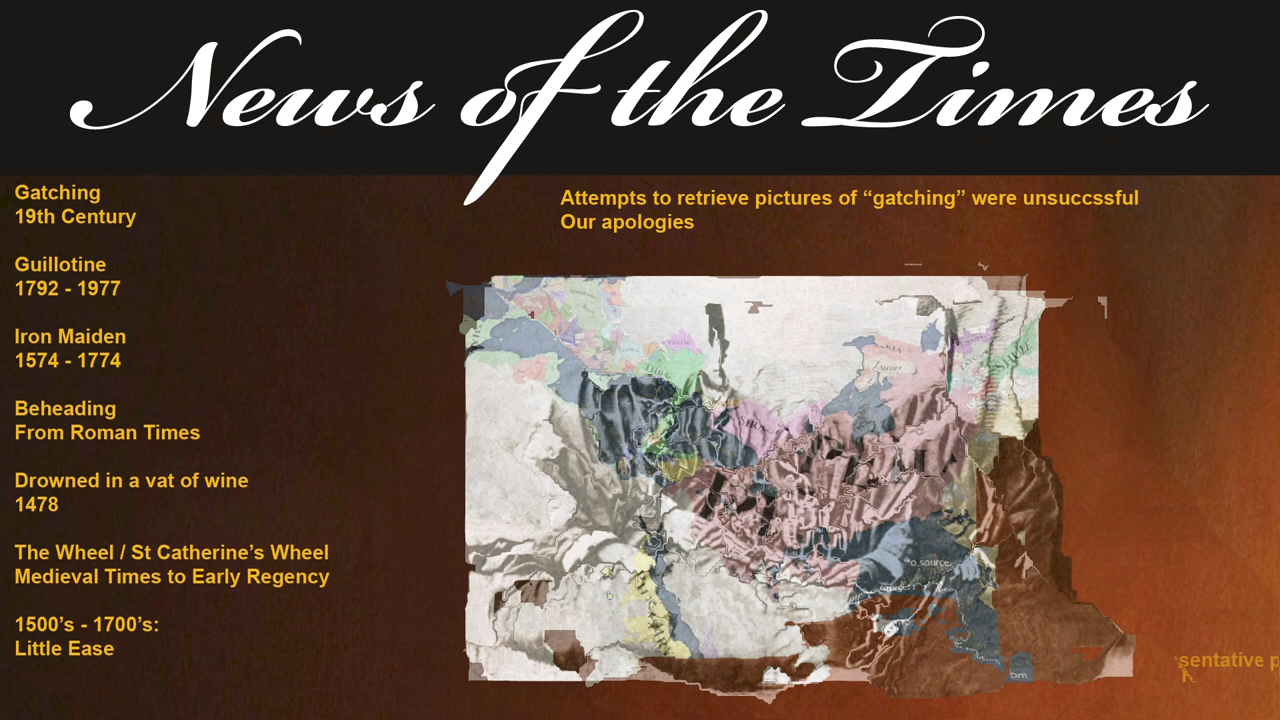 News of the Times
Gatching
19th Century
Guillotine
1792 - 1977
Iron Maiden
1574 - 1774
Beheading
From Roman Times
Drowned in a vat of wine
1478
The Wheel / St Catherine’s Wheel
Medieval Times to Early Regency
1500’s - 1700’s:
Little Ease
Attempts to retrieve pictures of “gatching” were unsuccssful
Our apologies
o source
sentative p